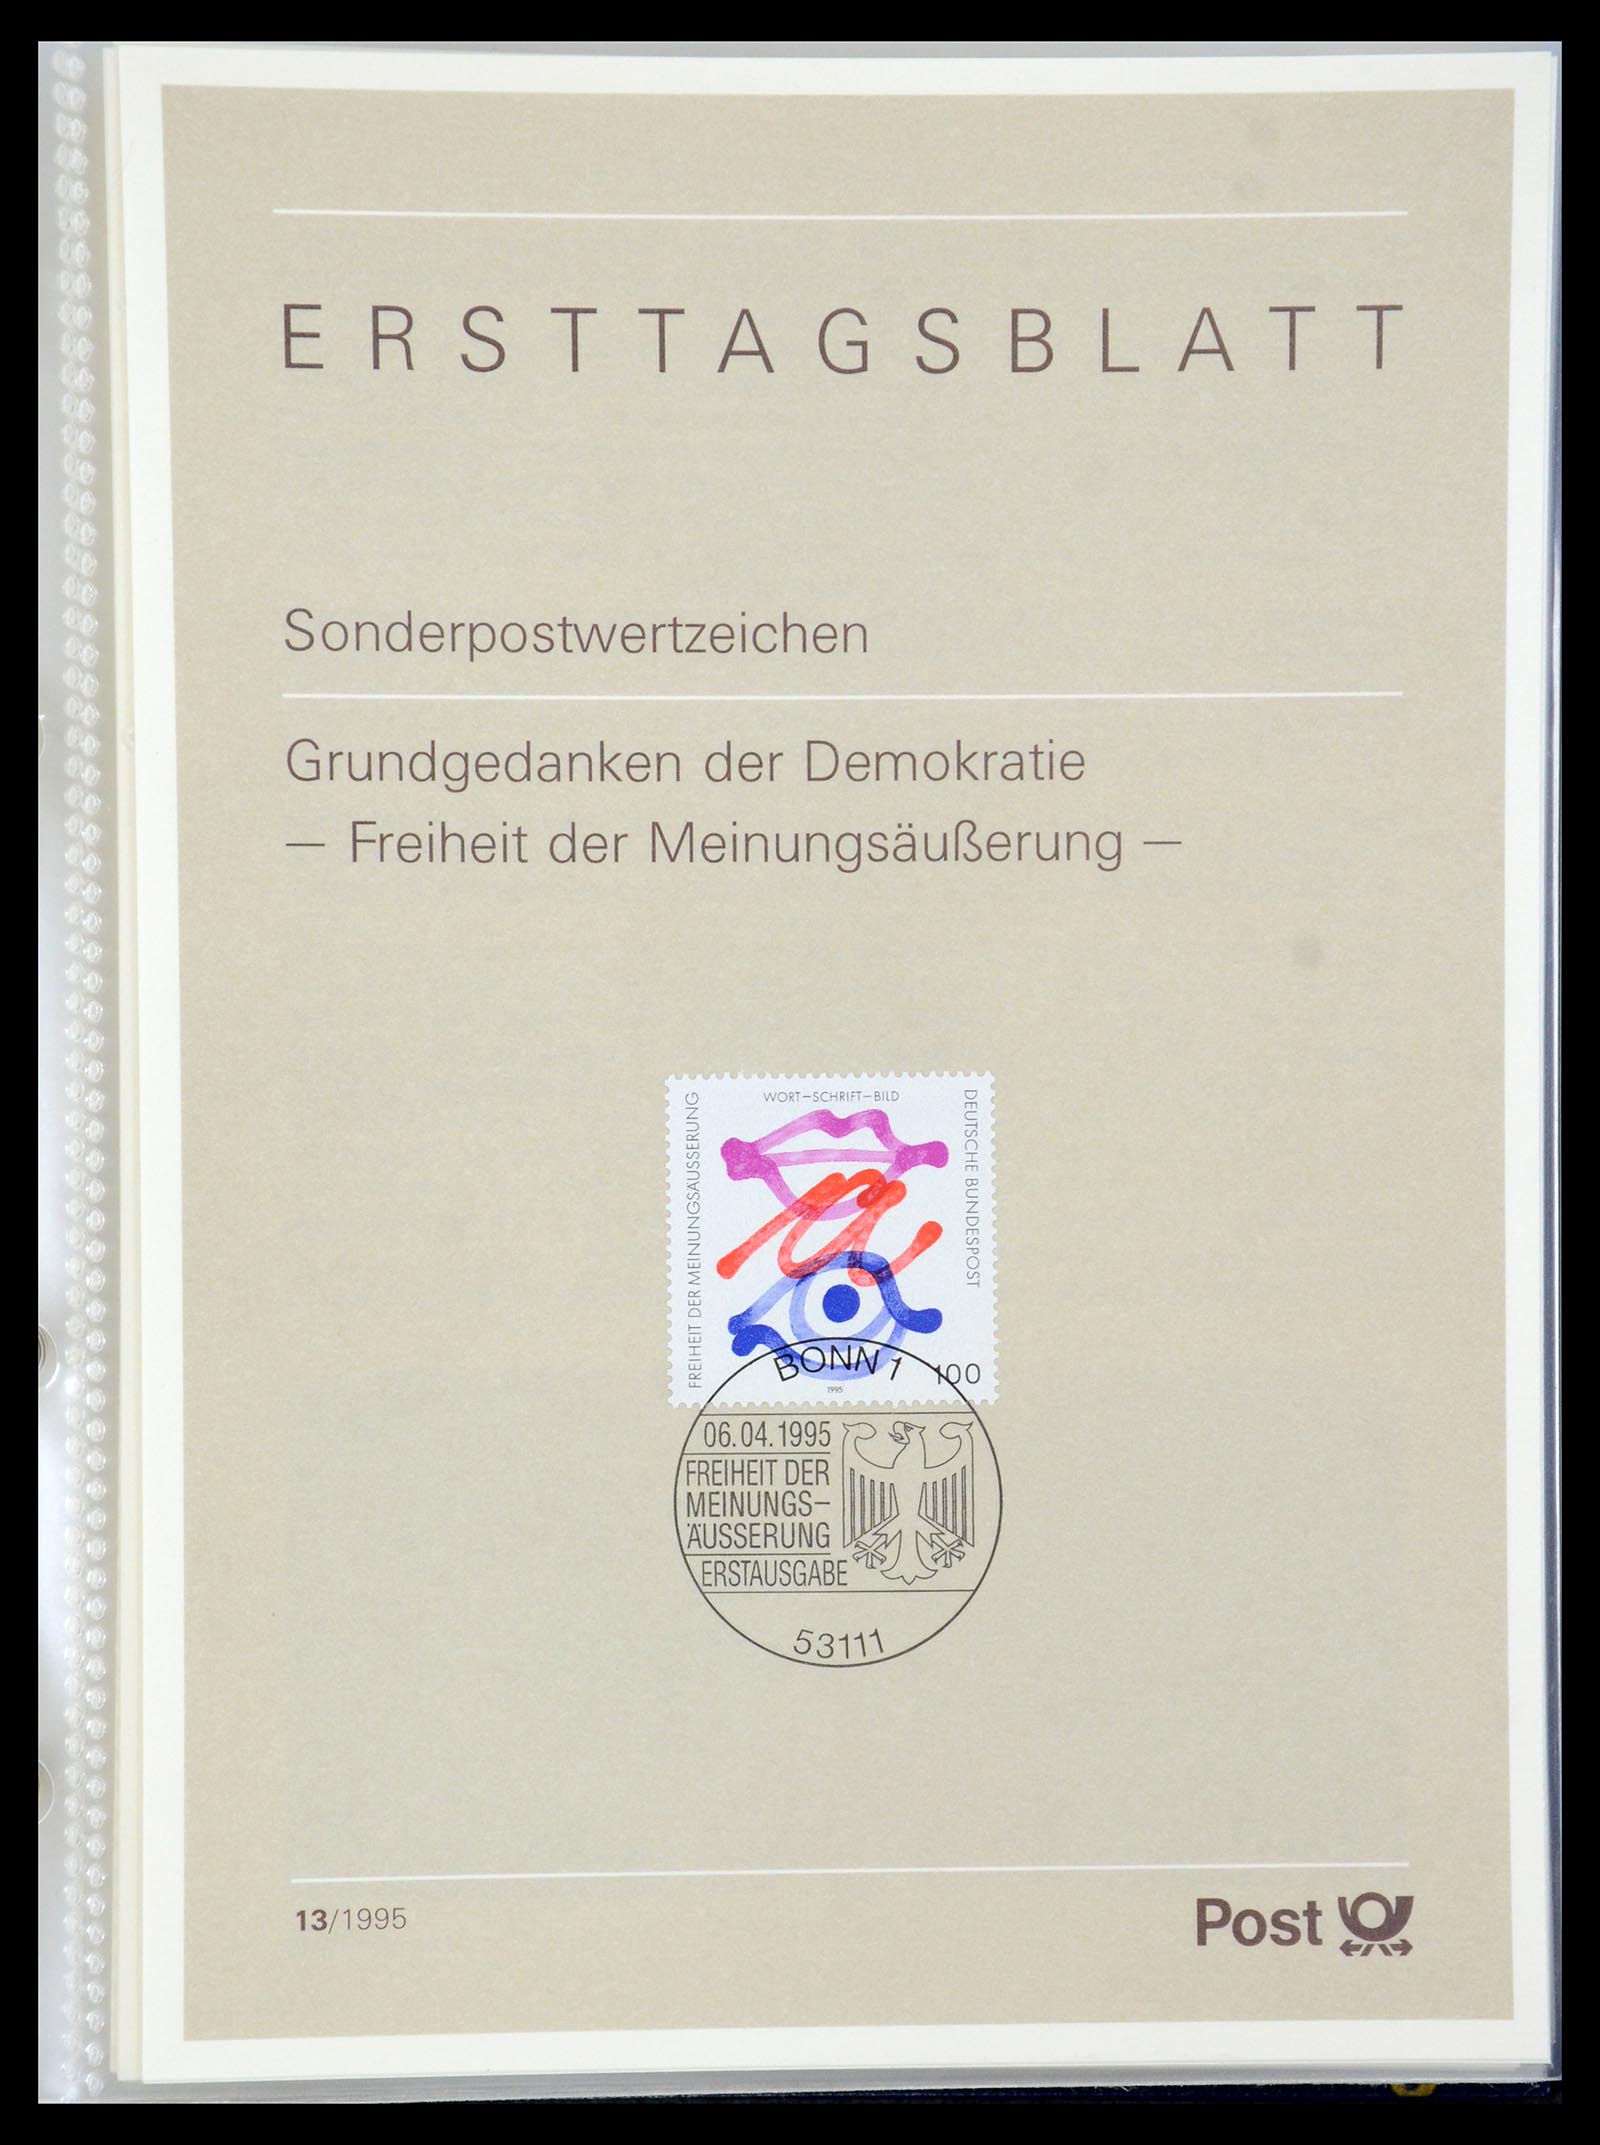 ERSTTAGSBLATT
Sonderpostwertzeichen
Grundgedanken der Demokratie
— Freiheit der Meinungsäußerung —
WORT–SCHRIFT–BILD
FREIHEIT DER MEINUNGSÄUSSERUNG
DEUTSCHE BUNDESPOST
100
1995
BONN 1
06.04.1995
FREIHEIT DER
MEINUNGS–
ÄUSSERUNG
ERSTAUSGABE
53111
13/1995
Post